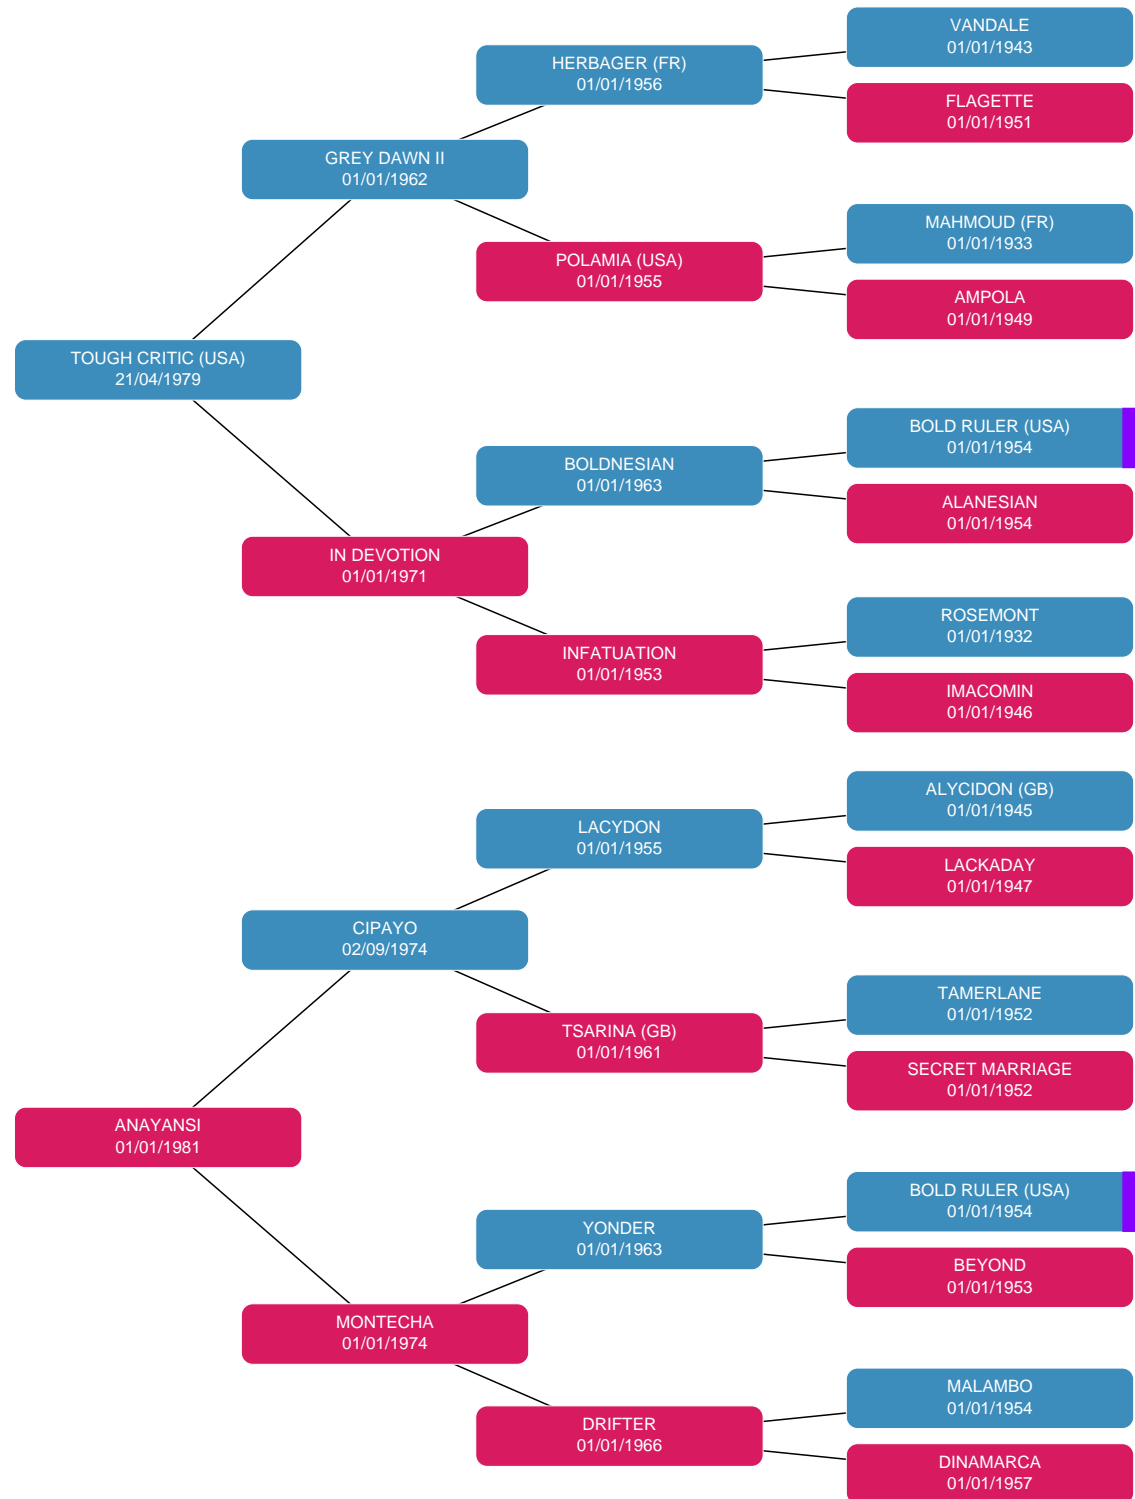 VANDALE
01/01/1943
HERBAGER (FR)
01/01/1956
FLAGETTE
01/01/1951
GREY DAWN II
01/01/1962
MAHMOUD (FR)
01/01/1933
POLAMIA (USA)
01/01/1955
AMPOLA
01/01/1949
TOUGH CRITIC (USA)
21/04/1979
BOLD RULER (USA)
01/01/1954
BOLDNESIAN
01/01/1963
ALANESIAN
01/01/1954
IN DEVOTION
01/01/1971
ROSEMONT
01/01/1932
INFATUATION
01/01/1953
IMACOMIN
01/01/1946
ALYCIDON (GB)
01/01/1945
LACYDON
01/01/1955
LACKADAY
01/01/1947
CIPAYO
02/09/1974
TAMERLANE
01/01/1952
TSARINA (GB)
01/01/1961
SECRET MARRIAGE
01/01/1952
ANAYANSI
01/01/1981
BOLD RULER (USA)
01/01/1954
YONDER
01/01/1963
BEYOND
01/01/1953
MONTECHA
01/01/1974
MALAMBO
01/01/1954
DRIFTER
01/01/1966
DINAMARCA
01/01/1957